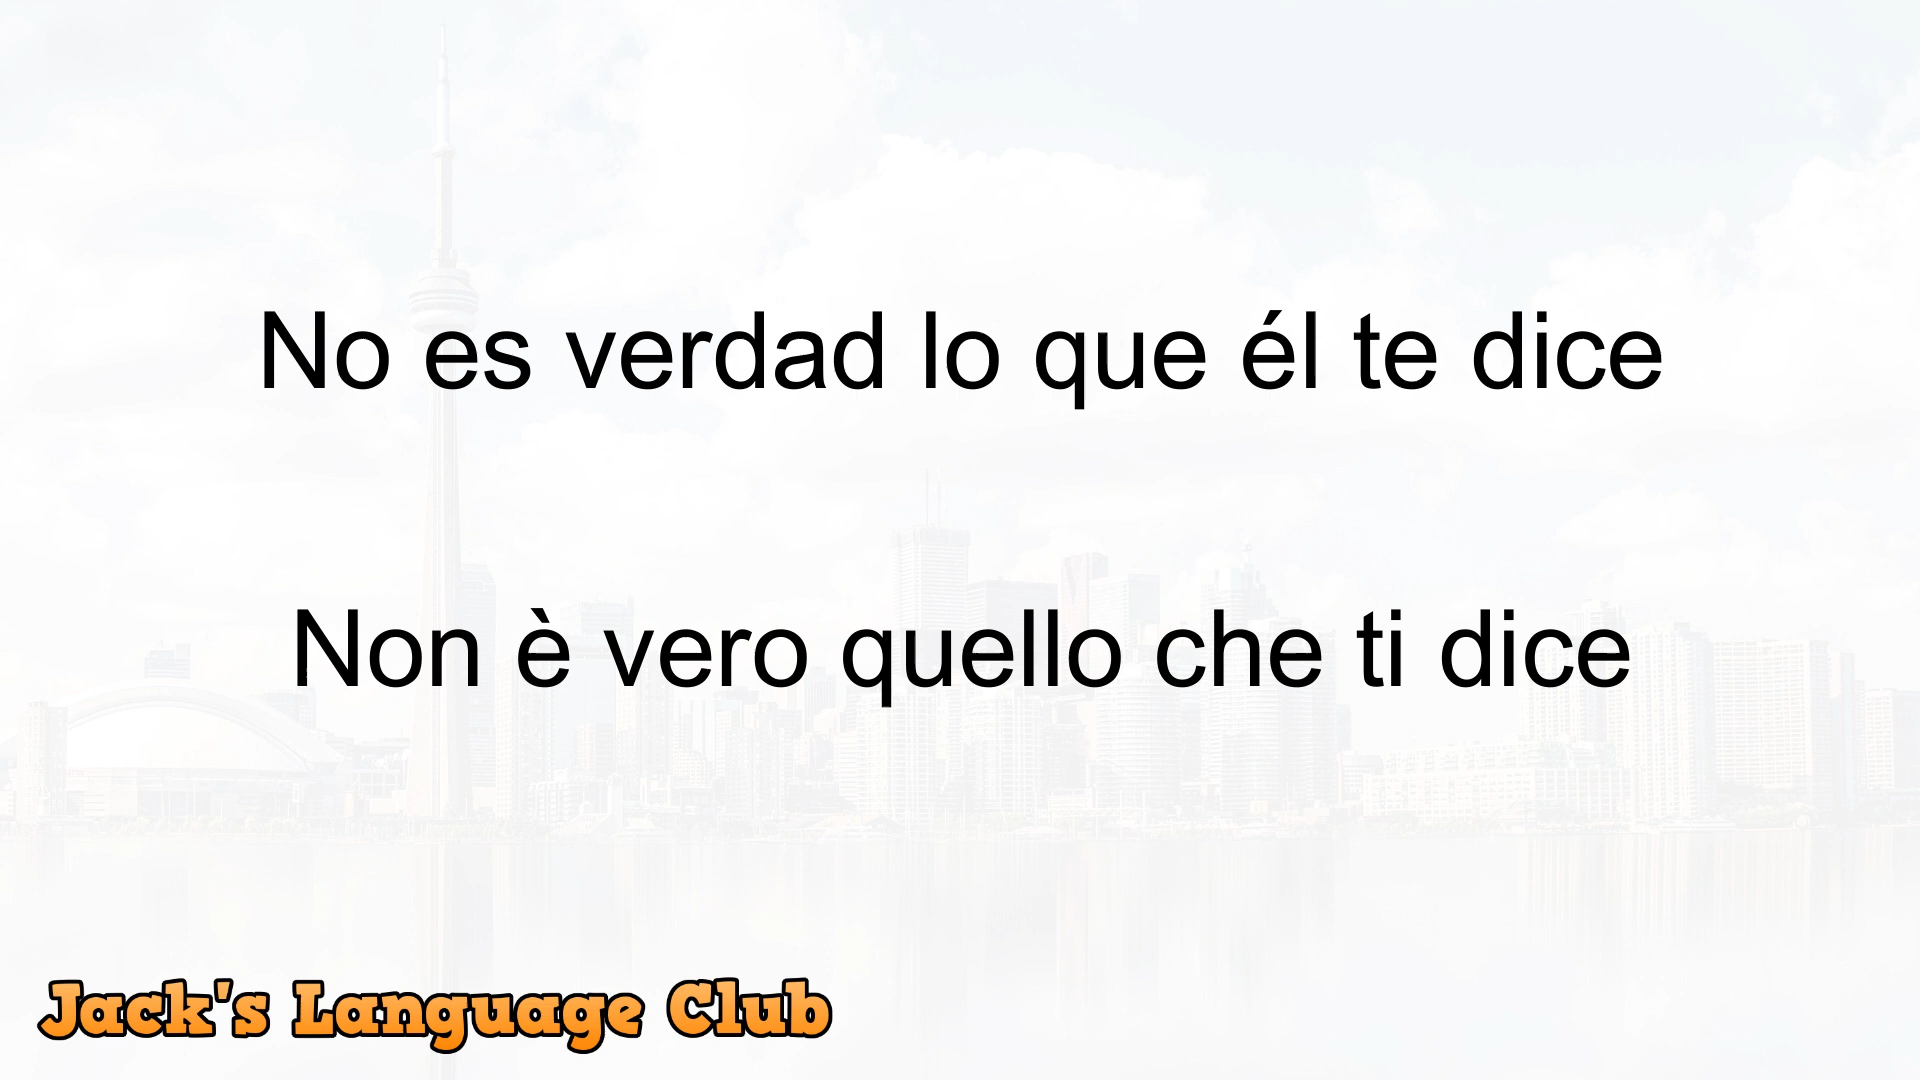 No es verdad lo que él te dice
Non è vero quello che ti dice
Jack's Language Club